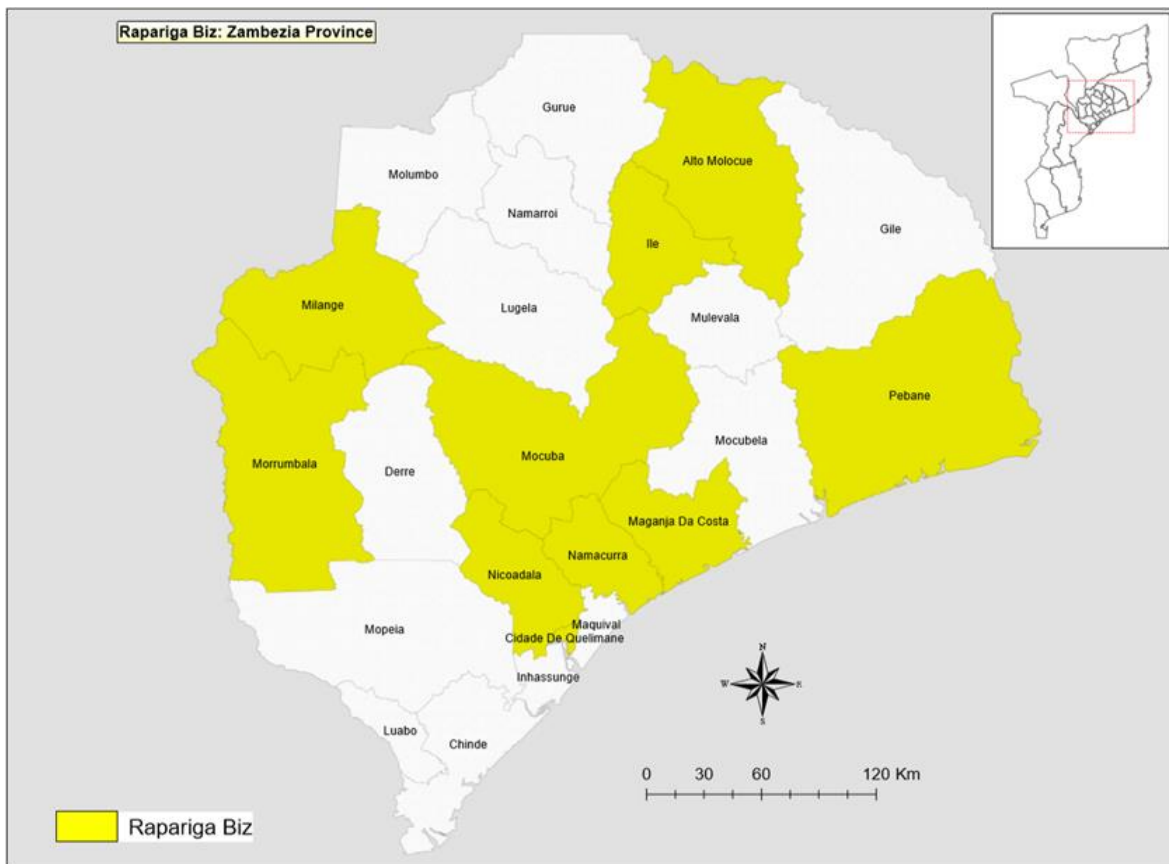 Rapariga Biz: Zambezia Province
Gurue
Alto Molocue
Molumbo
Namarroi
Gile
Ile
Milange
Lugela
Mulevala
Pebane
Mocubela
Mocuba
Morrumbala
Derre
Maganja Da Costa
Namacurra
Nicoadala
Maquival
Mopeia
Cidade De Quelimane
Inhassunge
Luabo
Chinde
N
W
E
S
0 30 60 120 Km
Rapariga Biz